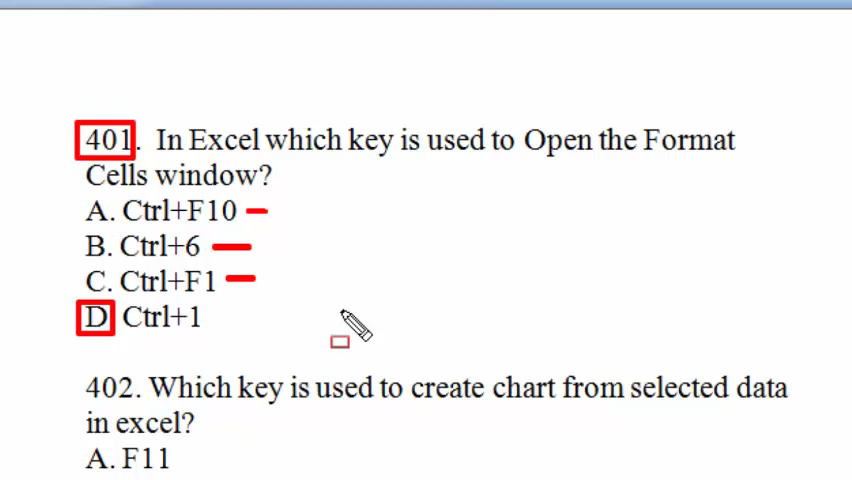 401. In Excel which key is used to Open the Format
Cells window?
A. Ctrl+F10
B. Ctrl+6
C. Ctrl+F1
D Ctrl+1
402. Which key is used to create chart from selected data
in excel?
A. F11